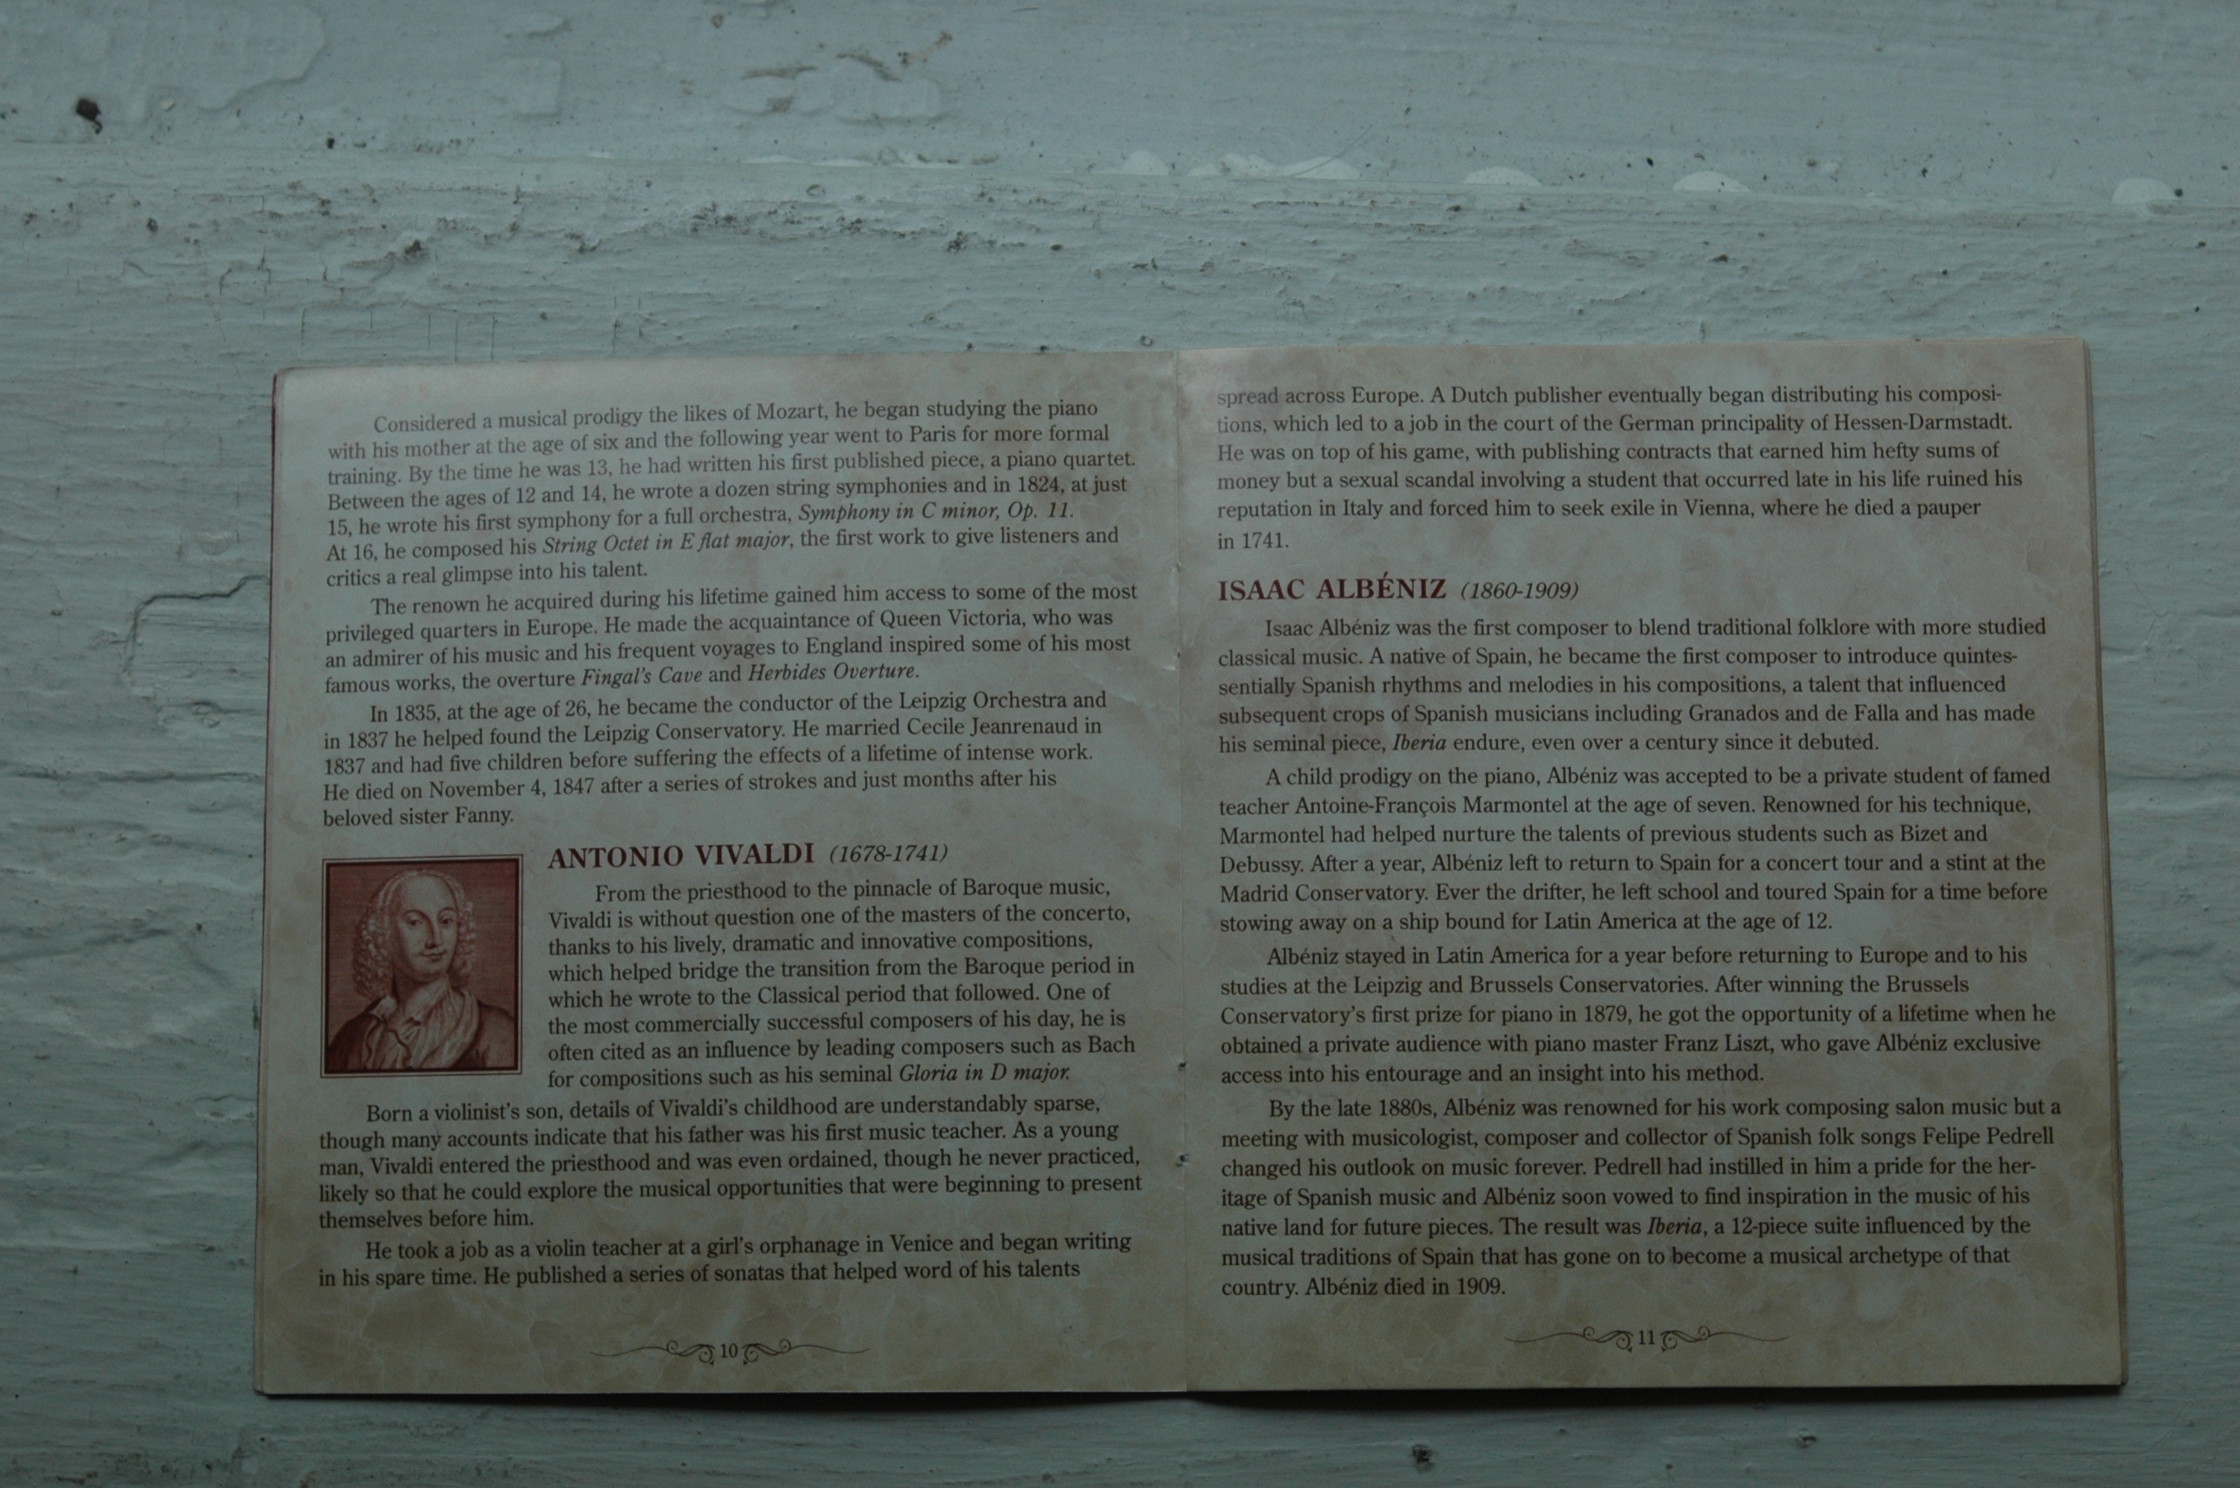 Considered a musical prodigy the likes of Mozart, he began studying the piano
with his mother at the age of six and the following year went to Paris for more formal
training. By the time he was 13, he had written his first published piece, a piano quartet.
Between the ages of 12 and 14, he wrote a dozen string symphonies and in 1824, at just
15, he wrote his first symphony for a full orchestra, Symphony in C minor, Op. 11.
At 16, he composed his String Octet in E flat major, the first work to give listeners and
critics a real glimpse into his talent.
The renown he acquired during his lifetime gained him access to some of the most
privileged quarters in Europe. He made the acquaintance of Queen Victoria, who was
an admirer of his music and his frequent voyages to England inspired some of his most
famous works, the overture Fingal's Cave and Herbides Overture.
In 1835, at the age of 26, he became the conductor of the Leipzig Orchestra and
in 1837 he helped found the Leipzig Conservatory. He married Cecile Jeanrenaud in
1837 and had five children before suffering the effects of a lifetime of intense work.
He died on November 4, 1847 after a series of strokes and just months after his
beloved sister Fanny.
ANTONIO VIVALDI (1678-1741)
From the priesthood to the pinnacle of Baroque music,
Vivaldi is without question one of the masters of the concerto,
thanks to his lively, dramatic and innovative compositions,
which helped bridge the transition from the Baroque period in
which he wrote to the Classical period that followed. One of
the most commercially successful composers of his day, he is
often cited as an influence by leading composers such as Bach
for compositions such as his seminal Gloria in D major.
Born a violinist's son, details of Vivaldi's childhood are understandably sparse,
though many accounts indicate that his father was his first music teacher. As a young
man, Vivaldi entered the priesthood and was even ordained, though he never practiced,
likely so that he could explore the musical opportunities that were beginning to present
themselves before him.
He took a job as a violin teacher at a girl's orphanage in Venice and began writing
in his spare time. He published a series of sonatas that helped word of his talents
10
spread across Europe. A Dutch publisher eventually began distributing his composi-
tions, which led to a job in the court of the German principality of Hessen-Darmstadt.
He was on top of his game, with publishing contracts that earned him hefty sums of
money but a sexual scandal involving a student that occurred late in his life ruined his
reputation in Italy and forced him to seek exile in Vienna, where he died a pauper
in 1741.
ISAAC ALBÉNIZ (1860-1909)
Isaac Albéniz was the first composer to blend traditional folklore with more studied
classical music. A native of Spain, he became the first composer to introduce quintes-
sentially Spanish rhythms and melodies in his compositions, a talent that influenced
subsequent crops of Spanish musicians including Granados and de Falla and has made
his seminal piece, Iberia endure, even over a century since it debuted.
A child prodigy on the piano, Albéniz was accepted to be a private student of famed
teacher Antoine-François Marmontel at the age of seven. Renowned for his technique,
Marmontel had helped nurture the talents of previous students such as Bizet and
Debussy. After a year, Albéniz left to return to Spain for a concert tour and a stint at the
Madrid Conservatory. Ever the drifter, he left school and toured Spain for a time before
stowing away on a ship bound for Latin America at the age of 12.
Albéniz stayed in Latin America for a year before returning to Europe and to his
studies at the Leipzig and Brussels Conservatories. After winning the Brussels
Conservatory's first prize for piano in 1879, he got the opportunity of a lifetime when he
obtained a private audience with piano master Franz Liszt, who gave Albéniz exclusive
access into his entourage and an insight into his method.
By the late 1880s, Albéniz was renowned for his work composing salon music but a
meeting with musicologist, composer and collector of Spanish folk songs Felipe Pedrell
changed his outlook on music forever. Pedrell had instilled in him a pride for the her-
itage of Spanish music and Albéniz soon vowed to find inspiration in the music of his
native land for future pieces. The result was Iberia, a 12-piece suite influenced by the
musical traditions of Spain that has gone on to become a musical archetype of that
country. Albéniz died in 1909.
11